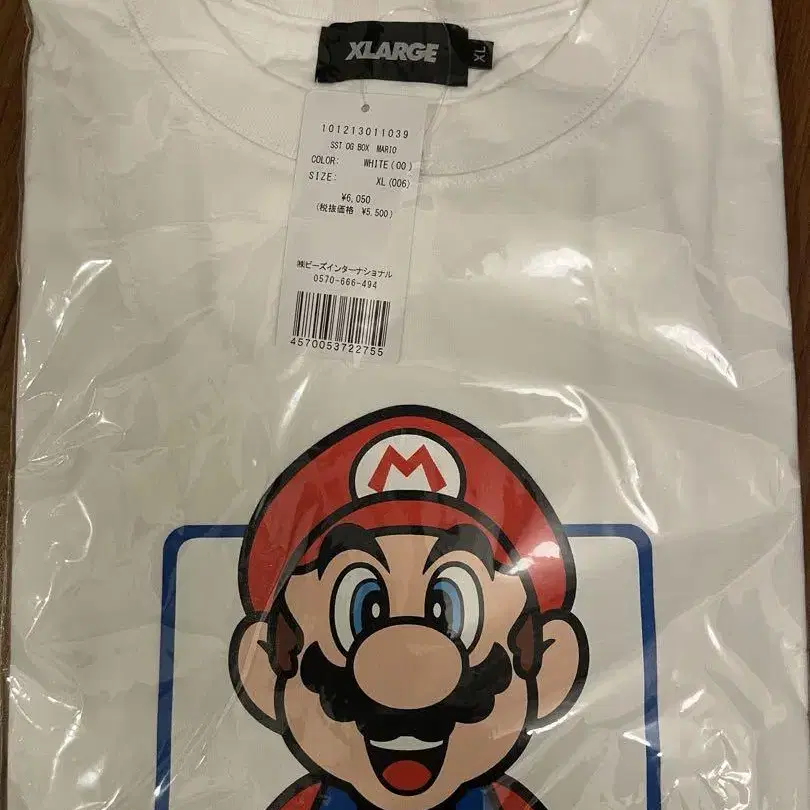 XLARGE
XL
101213011039
SST OG BOX MARIO
COLOR: WHITE(00)
SIZE: XL(006)
¥6,050
(税抜価格 ¥5,500)
㈱ビーズインターナショナル
0570-666-494
4570053722755
M